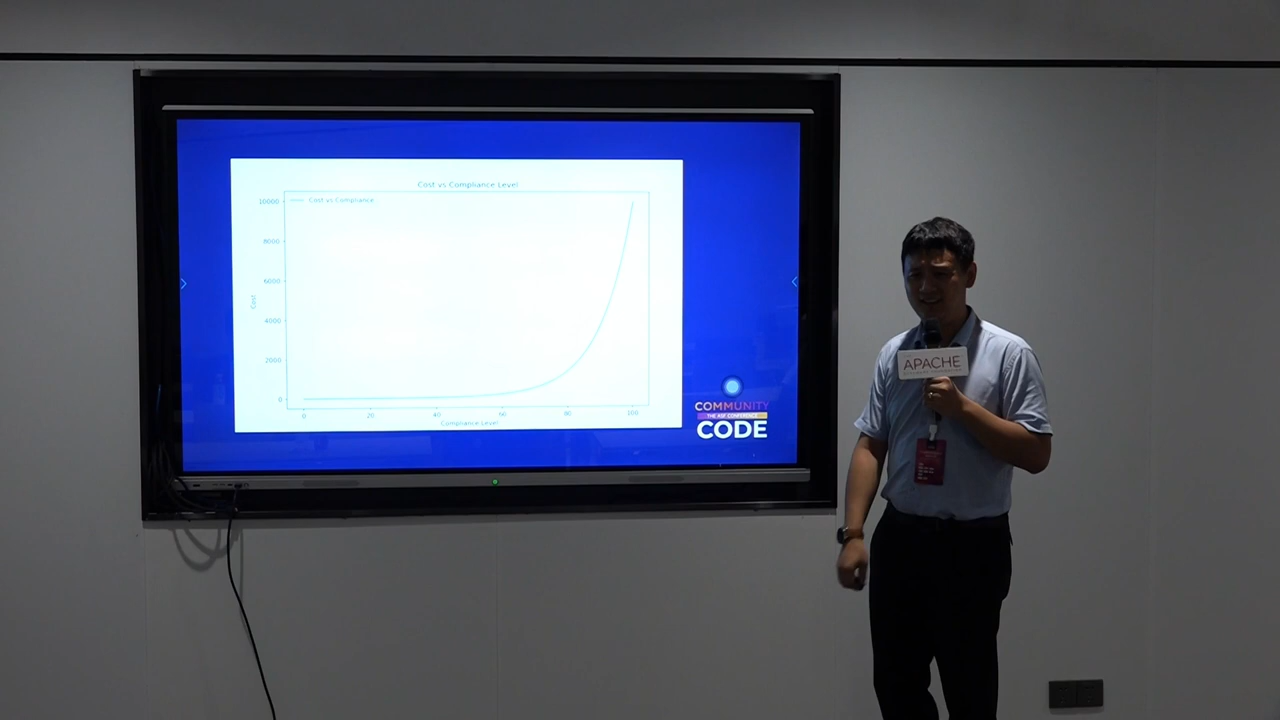 Cost vs Compliance Level
Cost vs Compliance
10000
8000
6000
4000
2000
0
Cost
0 20 40 60 80 100
Compliance Level
COMMUNITY
THE ASF CONFERENCE
CODE
APACHE